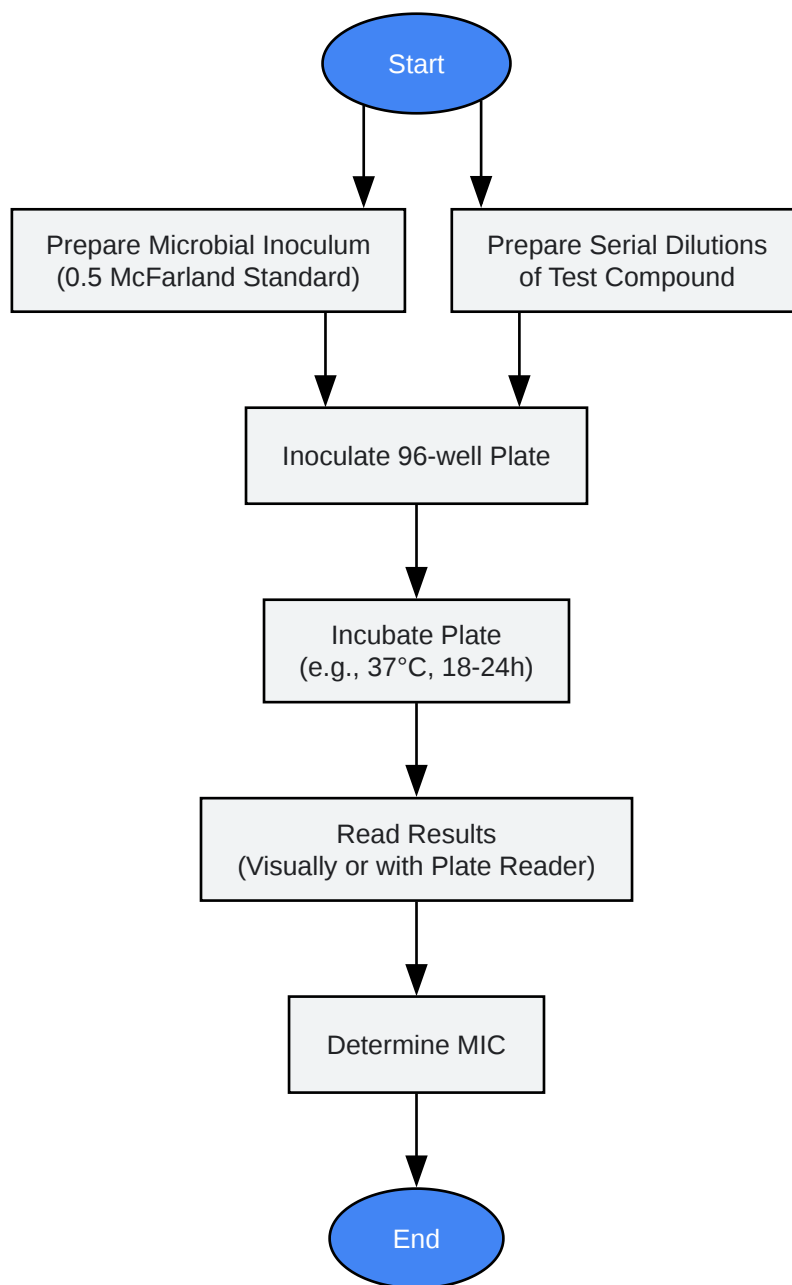 Start
Prepare Microbial Inoculum
(0.5 McFarland Standard)
Prepare Serial Dilutions
of Test Compound
Inoculate 96-well Plate
Incubate Plate
(e.g., 37°C, 18-24h)
Read Results
(Visually or with Plate Reader)
Determine MIC
End